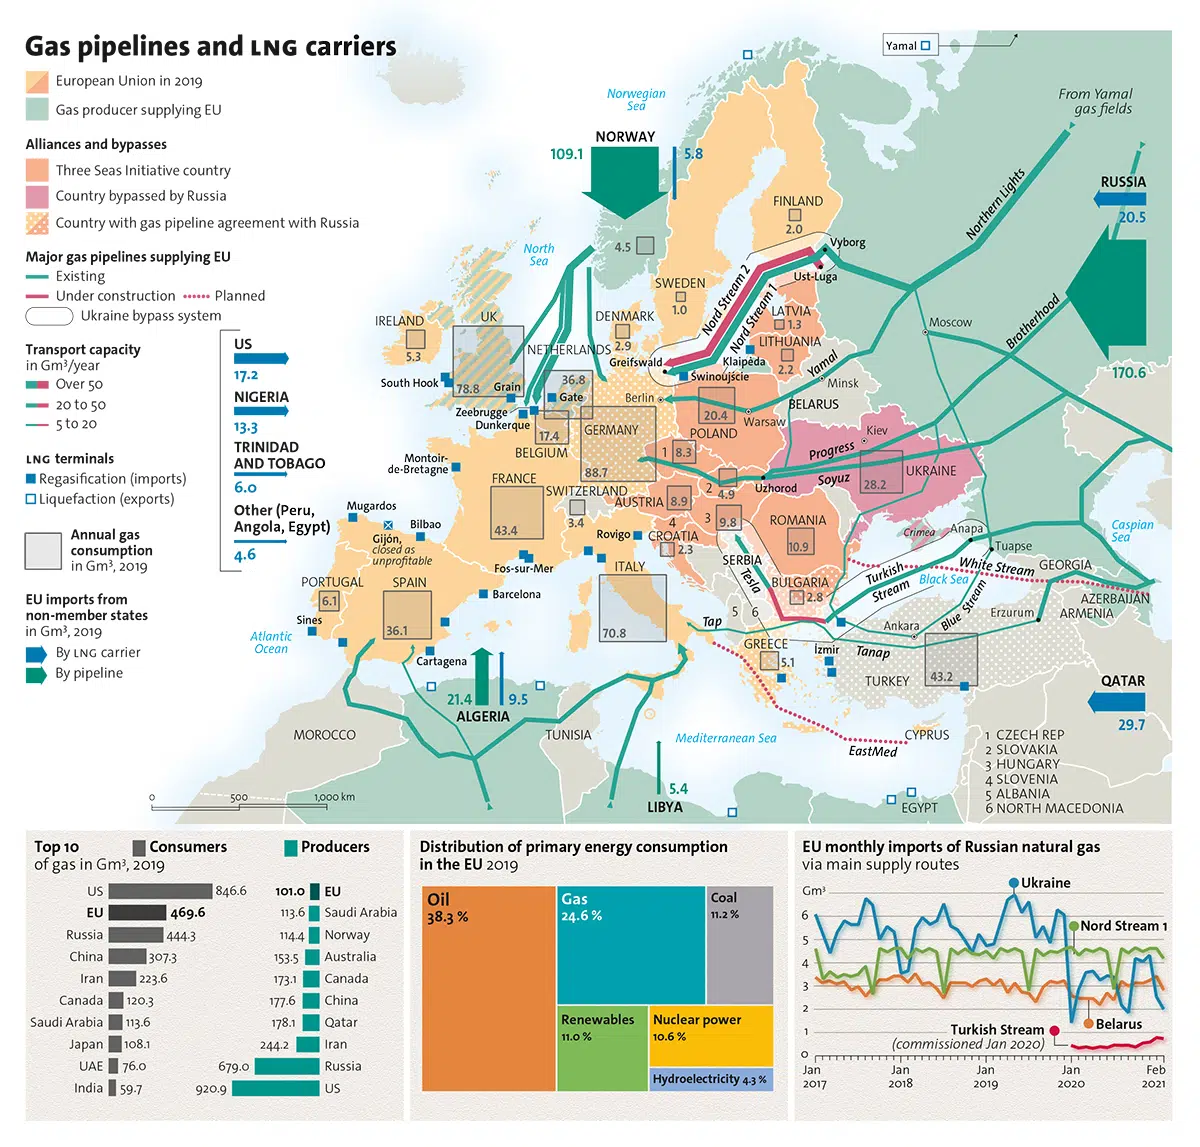 Gas pipelines and LNG carriers
European Union in 2019
Gas producer supplying EU
Alliances and bypasses
Three Seas Initiative country
Country bypassed by Russia
Country with gas pipeline agreement with Russia
Major gas pipelines supplying EU
Existing
Under construction
Planned
Ukraine bypass system
Transport capacity
in Gm³/year
Over 50
20 to 50
5 to 20
LNG terminals
Regasification (imports)
Liquefaction (exports)
Annual gas
consumption
in Gm³, 2019
EU imports from
non-member states
in Gm³, 2019
By LNG carrier
By pipeline
US
17.2
NIGERIA
13.3
TRINIDAD
AND TOBAGO
6.0
Other (Peru,
Angola, Egypt)
4.6
Yamal
From Yamal
gas fields
Norwegian
Sea
NORWAY
109.1
5.8
4.5
RUSSIA
20.5
170.6
Northern Lights
Brotherhood
FINLAND
2.0
Vyborg
Ust-Luga
North
Sea
SWEDEN
1.0
Nord Stream 2
Nord Stream 1
LATVIA
1.3
LITHUANIA
2.2
Klaipėda
Moscow
IRELAND
5.3
UK
78.8
DENMARK
2.9
NETHERLANDS
36.8
Greifswald
Świnoujście
Yamal
Minsk
BELARUS
South Hook
Grain
Gate
Zeebrugge
Dunkerque
Berlin
Warsaw
20.4
POLAND
17.4
BELGIUM
GERMANY
88.7
Kiev
Progress
Soyuz
UKRAINE
28.2
1
8.3
2
4.9
Uzhorod
Montoir-
de-Bretagne
FRANCE
43.4
SWITZERLAND
3.4
AUSTRIA
8.9
3
9.8
4
CROATIA
2.3
ROMANIA
10.9
Mugardos
Bilbao
Gijón,
closed as
unprofitable
Rovigo
Fos-sur-Mer
ITALY
70.8
SERBIA
Tesla
BULGARIA
2.8
5
6
Crimea
Anapa
Tuapse
Caspian
Sea
Turkish
Stream
Black Sea
White Stream
Blue Stream
GEORGIA
AZERBAIJAN
ARMENIA
Erzurum
PORTUGAL
6.1
SPAIN
36.1
Barcelona
Sines
Atlantic
Ocean
Cartagena
Tap
GREECE
5.1
Ankara
Tanap
İzmir
TURKEY
43.2
QATAR
29.7
21.4
9.5
ALGERIA
MOROCCO
TUNISIA
Mediterranean Sea
EastMed
CYPRUS
5.4
LIBYA
EGYPT
1 CZECH REP
2 SLOVAKIA
3 HUNGARY
4 SLOVENIA
5 ALBANIA
6 NORTH MACEDONIA
0 500 1,000 km
Top 10
of gas in Gm³, 2019
Consumers
Producers
US 846.6
EU 469.6
Russia 444.3
China 307.3
Iran 223.6
Canada 120.3
Saudi Arabia 113.6
Japan 108.1
UAE 76.0
India 59.7
101.0 EU
113.6 Saudi Arabia
114.4 Norway
153.5 Australia
173.1 Canada
177.6 China
178.1 Qatar
244.2 Iran
679.0 Russia
920.9 US
Distribution of primary energy consumption
in the EU 2019
Oil
38.3 %
Gas
24.6 %
Coal
11.2 %
Renewables
11.0 %
Nuclear power
10.6 %
Hydroelectricity 4.3 %
EU monthly imports of Russian natural gas
via main supply routes
Gm³
6
5
4
3
2
1
0
Ukraine
Nord Stream 1
Belarus
Turkish Stream
(commissioned Jan 2020)
Jan
2017
Jan
2018
Jan
2019
Jan
2020
Feb
2021